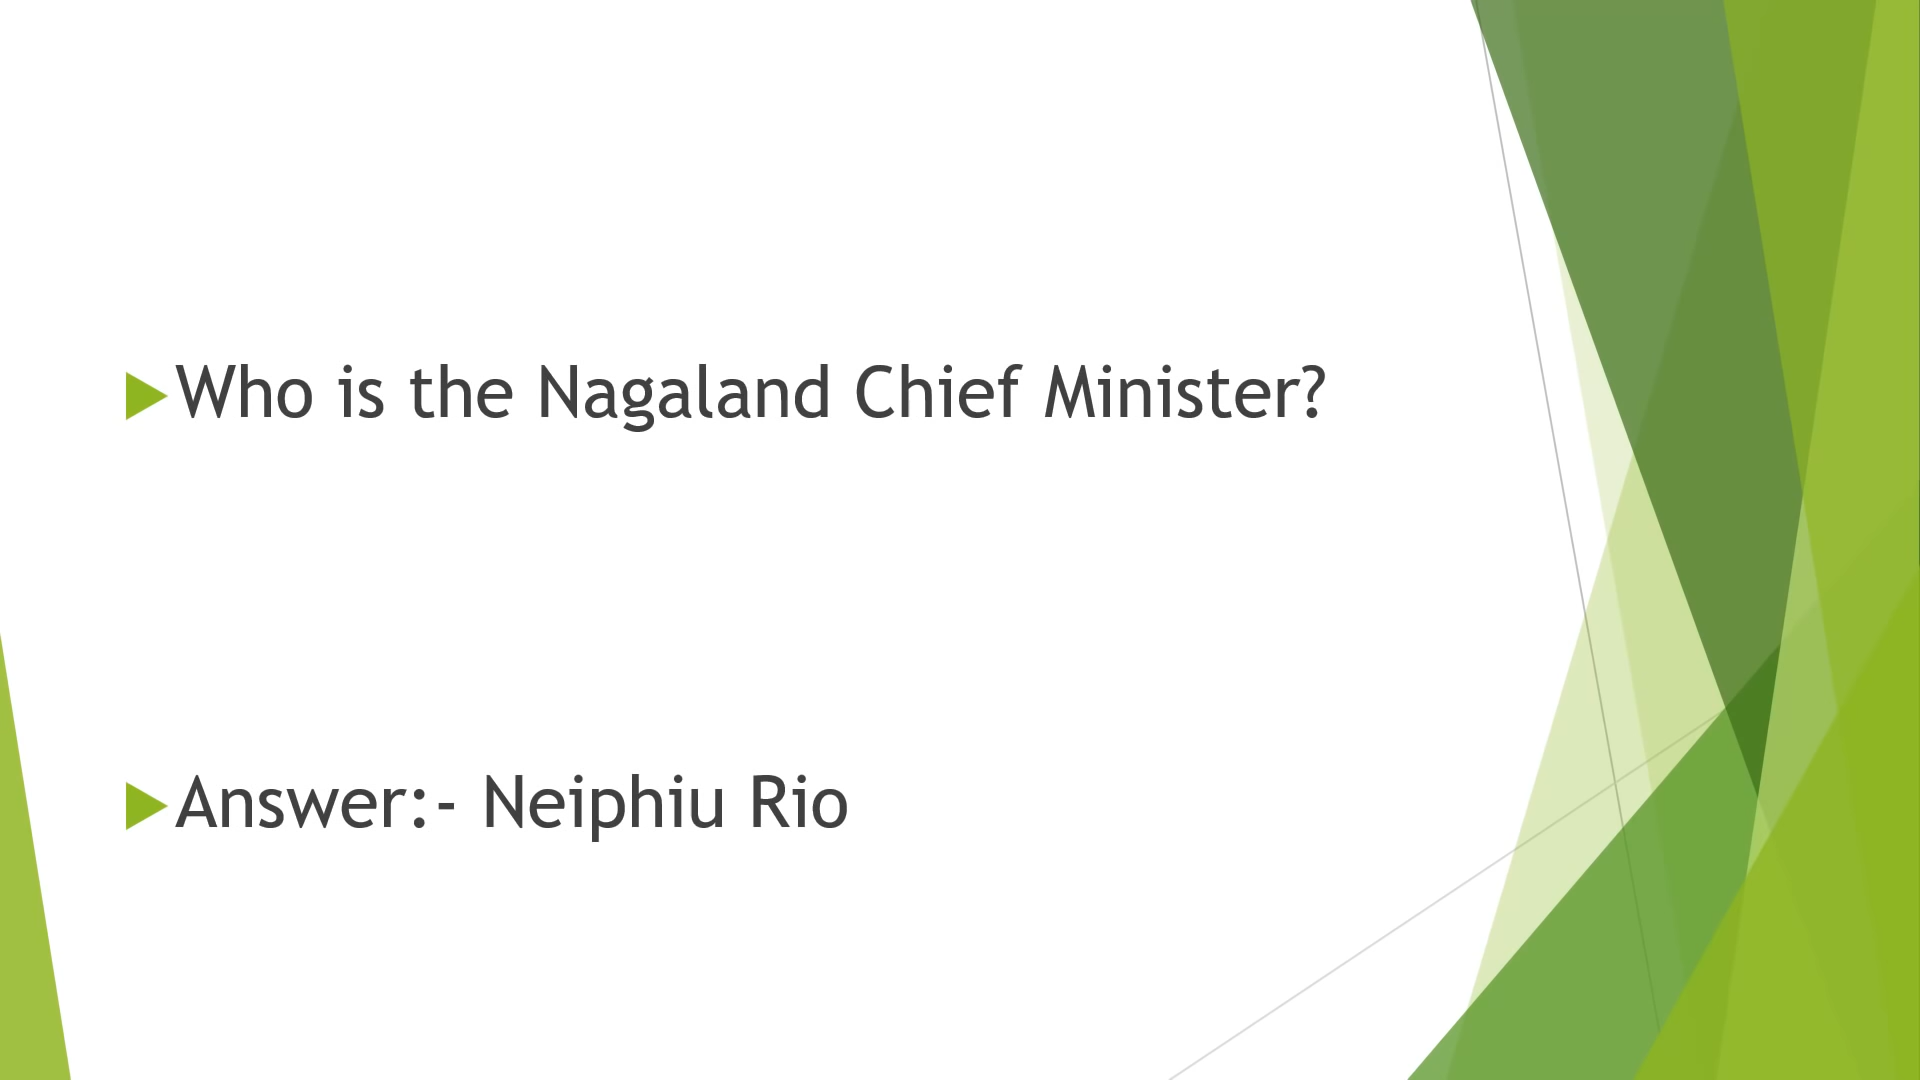 Who is the Nagaland Chief Minister?
Answer:- Neiphiu Rio